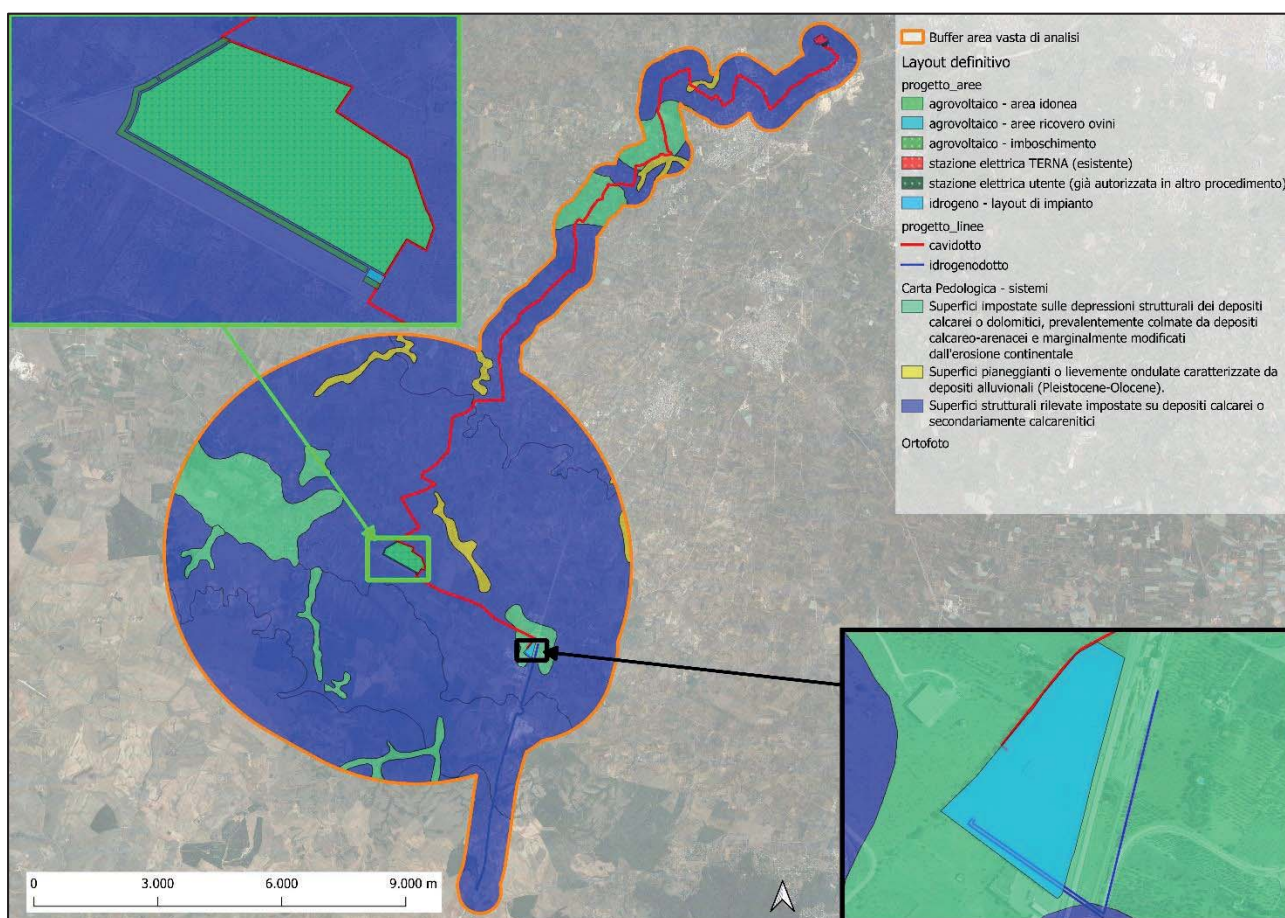 Buffer area vasta di analisi
Layout definitivo
progetto_aree
agrovoltaico - area idonea
agrovoltaico - aree ricovero ovini
agrovoltaico - imboschimento
stazione elettrica TERNA (esistente)
stazione elettrica utente (già autorizzata in altro procedimento)
idrogeno - layout di impianto
progetto_linee
cavidotto
idrogenodotto
Carta Pedologica - sistemi
Superfici impostate sulle depressioni strutturali dei depositi
calcarei o dolomitici, prevalentemente colmate da depositi
calcareo-arenacei e marginalmente modificati
dall'erosione continentale
Superfici pianeggianti o lievemente ondulate caratterizzate da
depositi alluvionali (Pleistocene-Olocene).
Superfici strutturali rilevate impostate su depositi calcarei o
secondariamente calcarenitici
Ortofoto
0 3.000 6.000 9.000 m